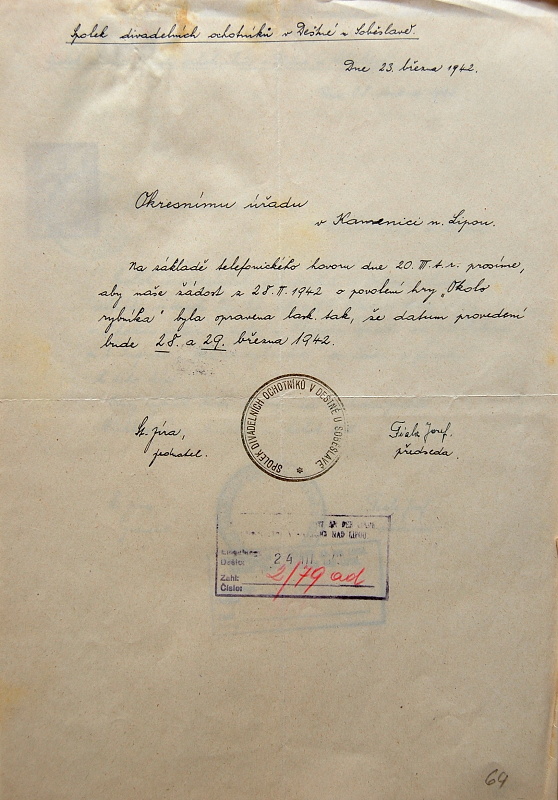 Spolek divadelních ochotníků v Deštné u Soběslavě.
Dne 23. března 1942.
Okresnímu úřadu
v Kamenici n. Lipou.
Na základě telefonického hovoru dne 20. III. t. r. prosíme,
aby naše žádost z 28. II. 1942 o povolení hry „Okolo
rybníka" byla opravena lask. tak, že datum provedení
bude 28. a 29. března 1942.
St. Jíra,
jednatel.
Fiala Josef.
předseda.
SPOLEK DIVADELNÍCH OCHOTNÍKŮ V DEŠTNÉ U SOBĚSLAVĚ
NAD LIPOU
Došlo: 24 III
Zahl:
Číslo: 2/79 ad
64